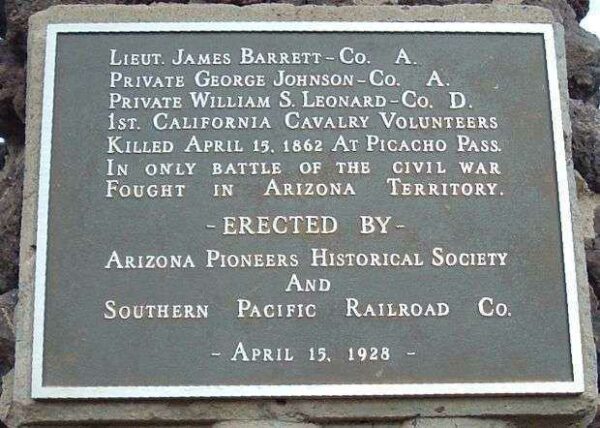 Lieut. James Barrett - Co. A.
Private George Johnson - Co. A.
Private William S. Leonard - Co. D.
1st. California Cavalry Volunteers
Killed April 15, 1862 At Picacho Pass.
In only battle of the civil war
Fought in Arizona Territory.
- Erected By -
Arizona Pioneers Historical Society
And
Southern Pacific Railroad Co.
- April 15, 1928 -